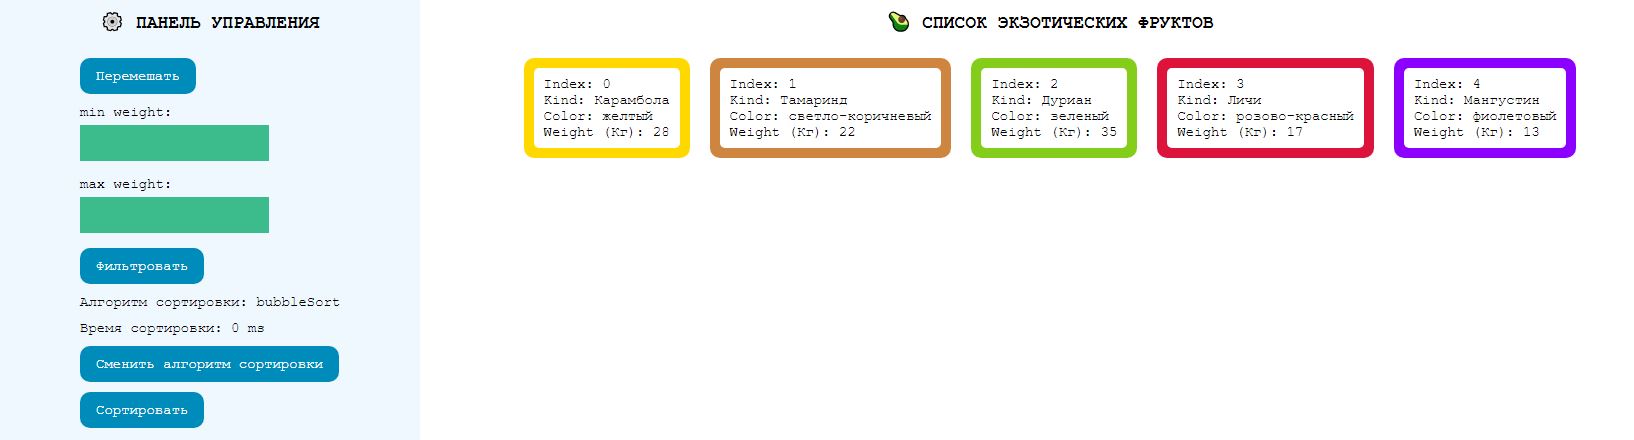 ПАНЕЛЬ УПРАВЛЕНИЯ
Перемешать
min weight:
max weight:
Фильтровать
Алгоритм сортировки: bubbleSort
Время сортировки: 0 ms
Сменить алгоритм сортировки
Сортировать
СПИСОК ЭКЗОТИЧЕСКИХ ФРУКТОВ
Index: 0
Kind: Карамбола
Color: желтый
Weight (Кг): 28
Index: 1
Kind: Тамаринд
Color: светло-коричневый
Weight (Кг): 22
Index: 2
Kind: Дуриан
Color: зеленый
Weight (Кг): 35
Index: 3
Kind: Личи
Color: розово-красный
Weight (Кг): 17
Index: 4
Kind: Мангустин
Color: фиолетовый
Weight (Кг): 13